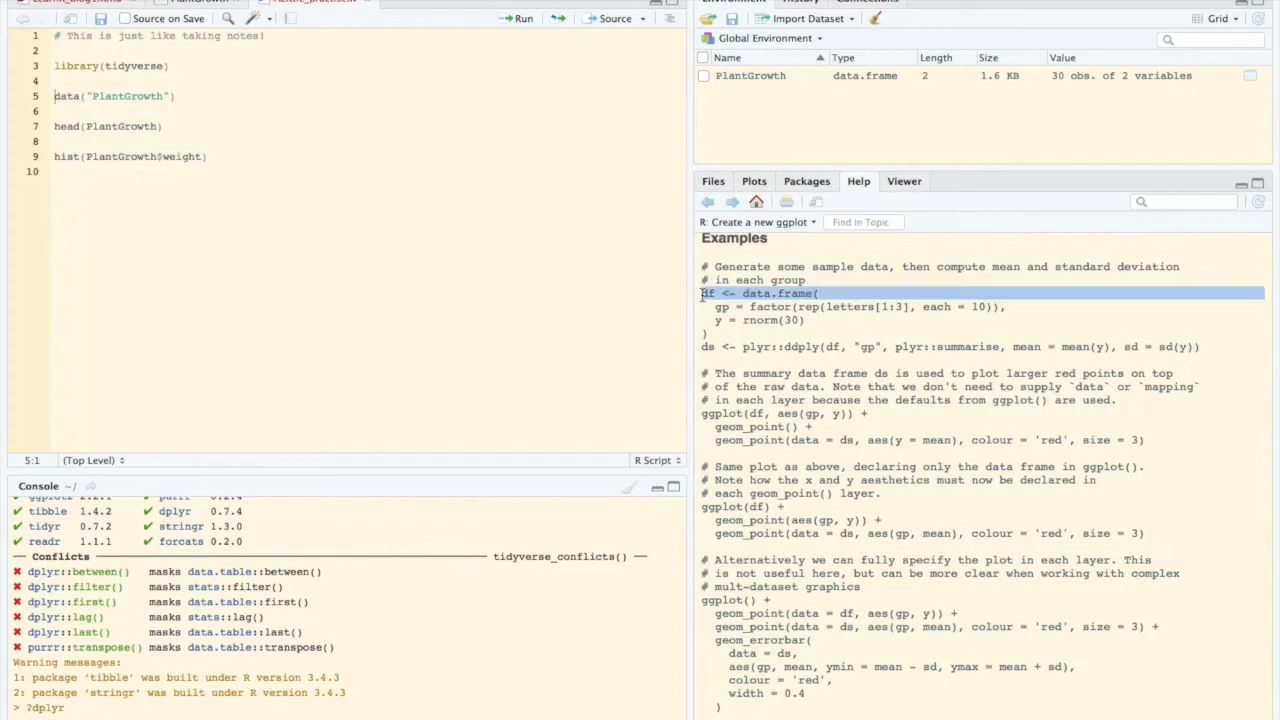 Source on Save
Run
Source
1 # This is just like taking notes!
2
3 library(tidyverse)
4
5 data("PlantGrowth")
6
7 head(PlantGrowth)
8
9 hist(PlantGrowth$weight)
10
5:1 (Top Level) R Script
Console ~/
tibble 1.4.2 dplyr 0.7.4
tidyr 0.7.2 stringr 1.3.0
readr 1.1.1 forcats 0.2.0
Conflicts tidyverse_conflicts()
dplyr::between() masks data.table::between()
dplyr::filter() masks stats::filter()
dplyr::first() masks data.table::first()
dplyr::lag() masks stats::lag()
dplyr::last() masks data.table::last()
purrr::transpose() masks data.table::transpose()
Warning messages:
1: package 'tibble' was built under R version 3.4.3
2: package 'stringr' was built under R version 3.4.3
> ?dplyr
Import Dataset Grid
Global Environment
Name Type Length Size Value
PlantGrowth data.frame 2 1.6 KB 30 obs. of 2 variables
Files Plots Packages Help Viewer
R: Create a new ggplot Find in Topic
Examples
# Generate some sample data, then compute mean and standard deviation
# in each group
df <- data.frame(
gp = factor(rep(letters[1:3], each = 10)),
y = rnorm(30)
)
ds <- plyr::ddply(df, "gp", plyr::summarise, mean = mean(y), sd = sd(y))
# The summary data frame ds is used to plot larger red points on top
# of the raw data. Note that we don't need to supply `data` or `mapping`
# in each layer because the defaults from ggplot() are used.
ggplot(df, aes(gp, y)) +
geom_point() +
geom_point(data = ds, aes(y = mean), colour = 'red', size = 3)
# Same plot as above, declaring only the data frame in ggplot().
# Note how the x and y aesthetics must now be declared in
# each geom_point() layer.
ggplot(df) +
geom_point(aes(gp, y)) +
geom_point(data = ds, aes(gp, mean), colour = 'red', size = 3)
# Alternatively we can fully specify the plot in each layer. This
# is not useful here, but can be more clear when working with complex
# mult-dataset graphics
ggplot() +
geom_point(data = df, aes(gp, y)) +
geom_point(data = ds, aes(gp, mean), colour = 'red', size = 3) +
geom_errorbar(
data = ds,
aes(gp, mean, ymin = mean - sd, ymax = mean + sd),
colour = 'red',
width = 0.4
)